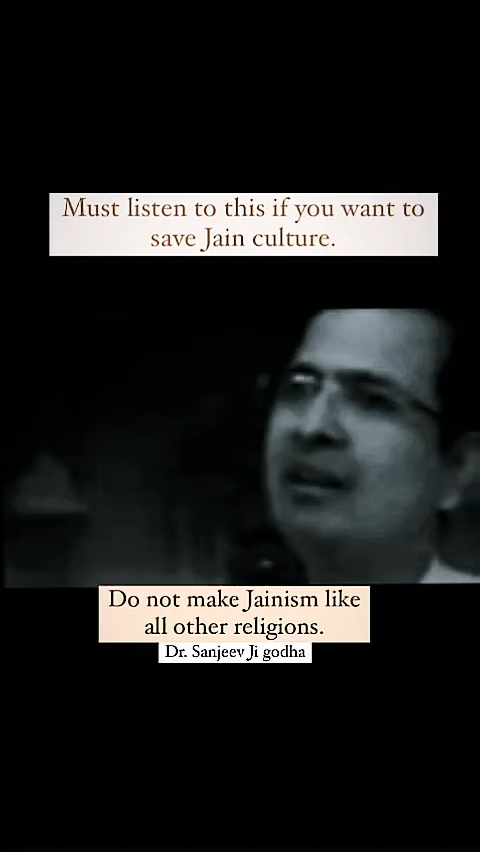 Must listen to this if you want to
save Jain culture.
Do not make Jainism like
all other religions.
Dr. Sanjeev Ji godha